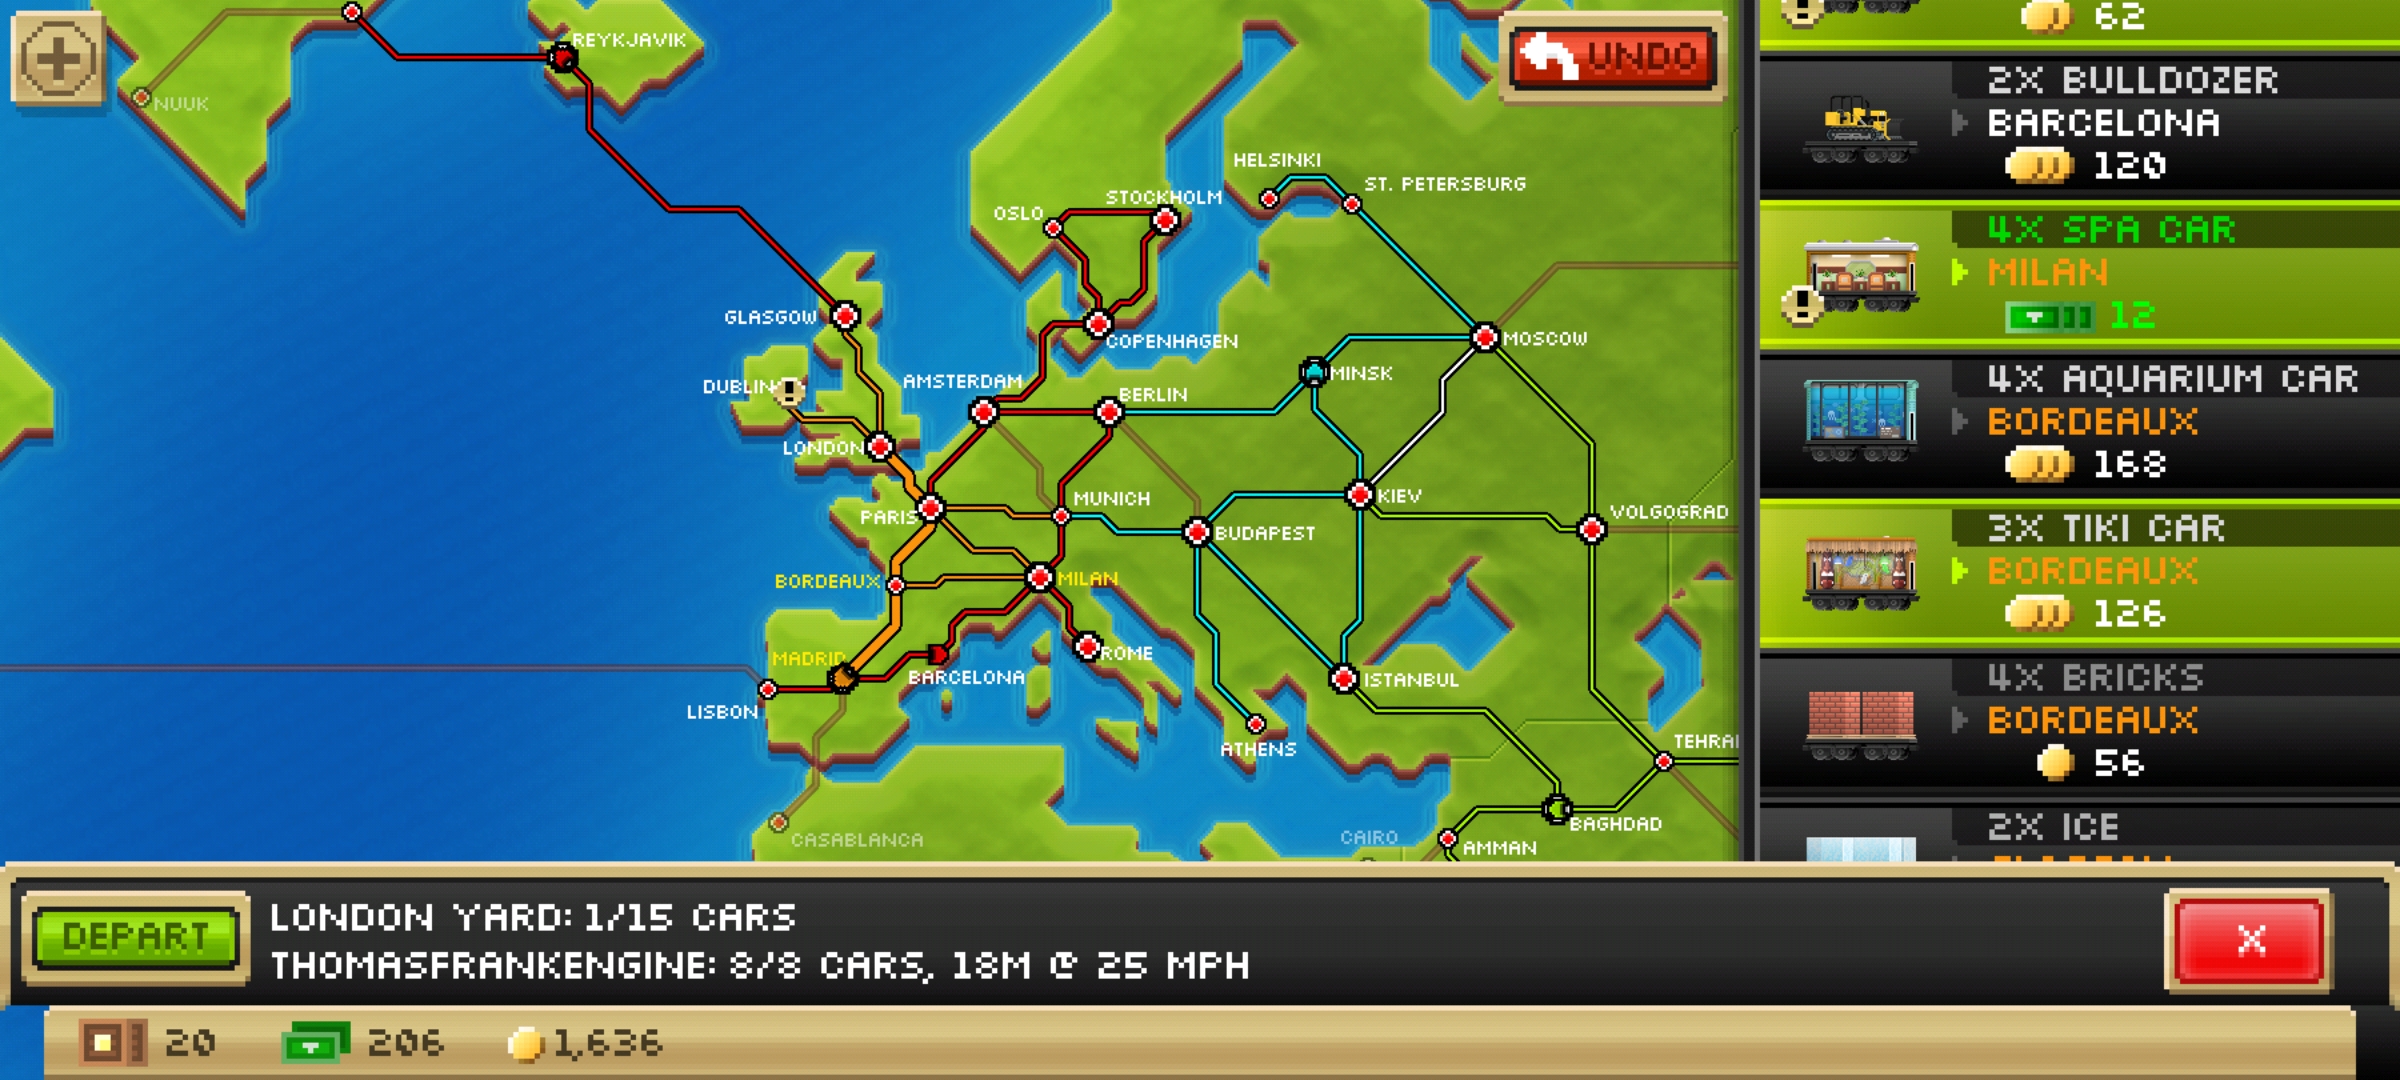 62
REYKJAVIK
UNDO
2X BULLDOZER
BARCELONA
120
NUUK
HELSINKI
ST. PETERSBURG
STOCKHOLM
OSLO
4X SPA CAR
MILAN
12
GLASGOW
COPENHAGEN
MOSCOW
DUBLIN
AMSTERDAM
BERLIN
MINSK
4X AQUARIUM CAR
BORDEAUX
168
LONDON
PARIS
MUNICH
KIEV
BUDAPEST
VOLGOGRAD
3X TIKI CAR
BORDEAUX
126
BORDEAUX
MILAN
MADRID
ROME
BARCELONA
ISTANBUL
LISBON
ATHENS
4X BRICKS
BORDEAUX
56
TEHRA
CASABLANCA
CAIRO
BAGHDAD
AMMAN
2X ICE
DEPART
LONDON YARD: 1/15 CARS
THOMASFRANKENGINE: 8/8 CARS, 18M @ 25 MPH
X
20
206
1,636